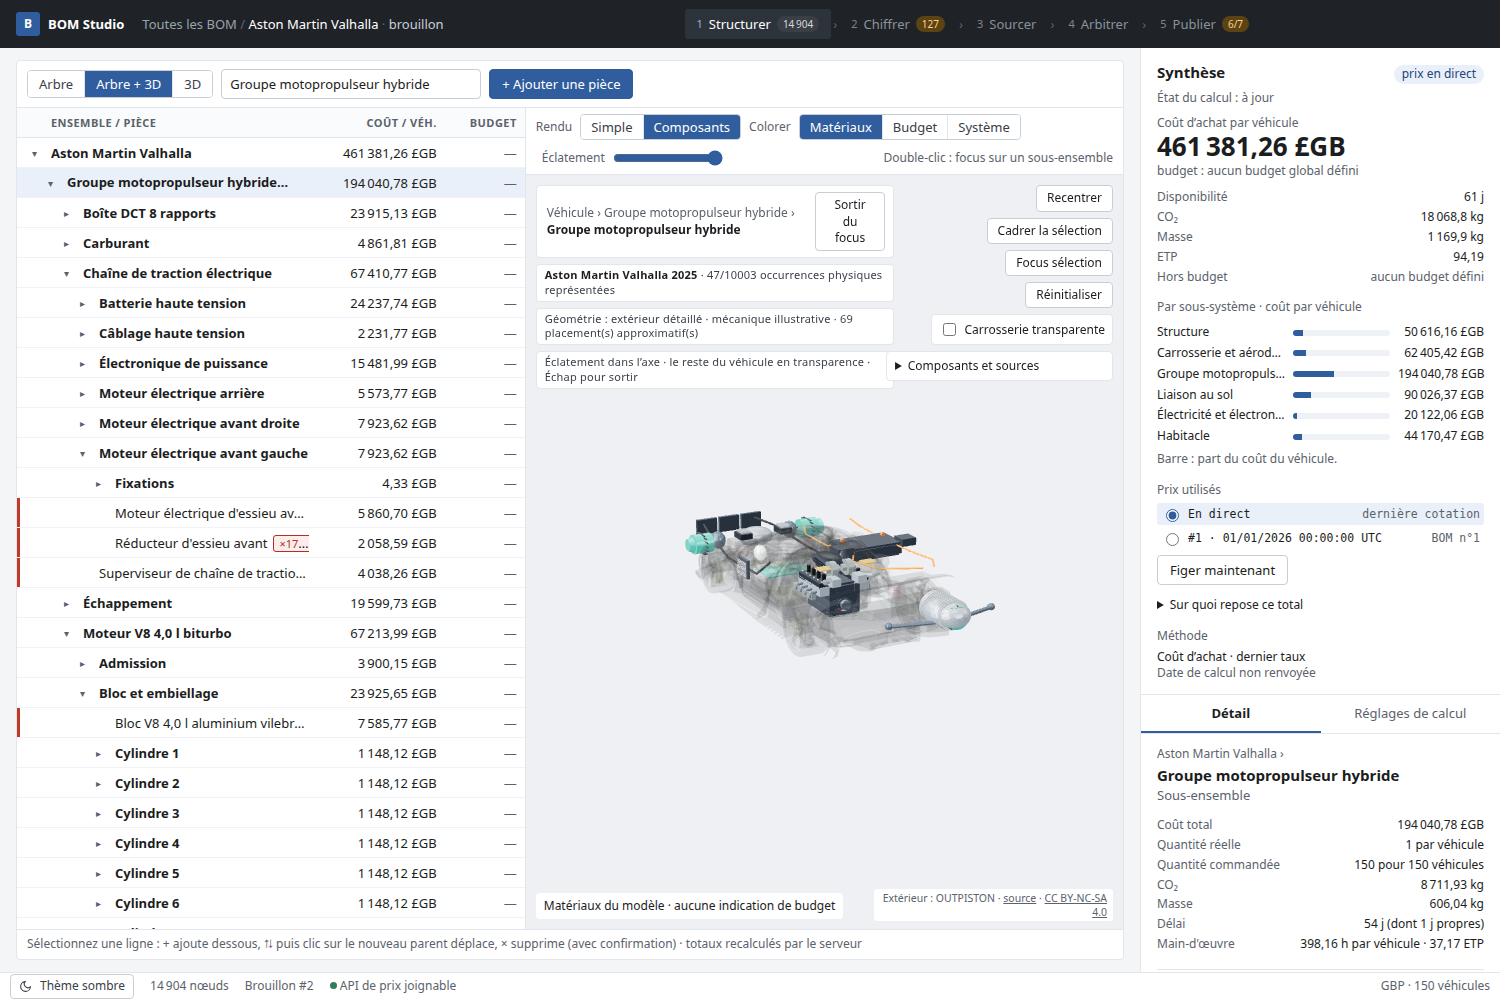 B BOM Studio Toutes les BOM / Aston Martin Valhalla · brouillon 1 Structurer 14 904 › 2 Chiffrer 127 › 3 Sourcer › 4 Arbitrer › 5 Publier 6/7
Arbre Arbre + 3D 3D Groupe motopropulseur hybride + Ajouter une pièce
ENSEMBLE / PIÈCE COÛT / VÉH. BUDGET
▾ Aston Martin Valhalla 461 381,26 £GB —
▾ Groupe motopropulseur hybride... 194 040,78 £GB —
▸ Boîte DCT 8 rapports 23 915,13 £GB —
▸ Carburant 4 861,81 £GB —
▾ Chaîne de traction électrique 67 410,77 £GB —
▸ Batterie haute tension 24 237,74 £GB —
▸ Câblage haute tension 2 231,77 £GB —
▸ Électronique de puissance 15 481,99 £GB —
▸ Moteur électrique arrière 5 573,77 £GB —
▸ Moteur électrique avant droite 7 923,62 £GB —
▾ Moteur électrique avant gauche 7 923,62 £GB —
▸ Fixations 4,33 £GB —
Moteur électrique d'essieu av... 5 860,70 £GB —
Réducteur d'essieu avant ×17... 2 058,59 £GB —
Superviseur de chaîne de tractio... 4 038,26 £GB —
▸ Échappement 19 599,73 £GB —
▾ Moteur V8 4,0 l biturbo 67 213,99 £GB —
▸ Admission 3 900,15 £GB —
▾ Bloc et embiellage 23 925,65 £GB —
Bloc V8 4,0 l aluminium vilebr... 7 585,77 £GB —
▸ Cylindre 1 1 148,12 £GB —
▸ Cylindre 2 1 148,12 £GB —
▸ Cylindre 3 1 148,12 £GB —
▸ Cylindre 4 1 148,12 £GB —
▸ Cylindre 5 1 148,12 £GB —
▸ Cylindre 6 1 148,12 £GB —
Rendu Simple Composants Colorer Matériaux Budget Système
Éclatement Double-clic : focus sur un sous-ensemble
Véhicule › Groupe motopropulseur hybride ›
Groupe motopropulseur hybride
Sortir
du
focus
Aston Martin Valhalla 2025 · 47/10003 occurrences physiques
représentées
Géométrie : extérieur détaillé · mécanique illustrative · 69
placement(s) approximatif(s)
Éclatement dans l'axe · le reste du véhicule en transparence ·
Échap pour sortir
Recentrer
Cadrer la sélection
Focus sélection
Réinitialiser
Carrosserie transparente
▶ Composants et sources
Matériaux du modèle · aucune indication de budget
Extérieur : OUTPISTON · source · CC BY-NC-SA
4.0
Sélectionnez une ligne : + ajoute dessous, ⇅ puis clic sur le nouveau parent déplace, × supprime (avec confirmation) · totaux recalculés par le serveur
Synthèse prix en direct
État du calcul : à jour
Coût d'achat par véhicule
461 381,26 £GB
budget : aucun budget global défini
Disponibilité 61 j
CO₂ 18 068,8 kg
Masse 1 169,9 kg
ETP 94,19
Hors budget aucun budget défini
Par sous-système · coût par véhicule
Structure 50 616,16 £GB
Carrosserie et aérod... 62 405,42 £GB
Groupe motopropuls... 194 040,78 £GB
Liaison au sol 90 026,37 £GB
Électricité et électron... 20 122,06 £GB
Habitacle 44 170,47 £GB
Barre : part du coût du véhicule.
Prix utilisés
En direct dernière cotation
#1 · 01/01/2026 00:00:00 UTC BOM n°1
Figer maintenant
▶ Sur quoi repose ce total
Méthode
Coût d'achat · dernier taux
Date de calcul non renvoyée
Détail Réglages de calcul
Aston Martin Valhalla ›
Groupe motopropulseur hybride
Sous-ensemble
Coût total 194 040,78 £GB
Quantité réelle 1 par véhicule
Quantité commandée 150 pour 150 véhicules
CO₂ 8 711,93 kg
Masse 606,04 kg
Délai 54 j (dont 1 j propres)
Main-d'œuvre 398,16 h par véhicule · 37,17 ETP
Thème sombre 14 904 nœuds Brouillon #2 API de prix joignable GBP · 150 véhicules